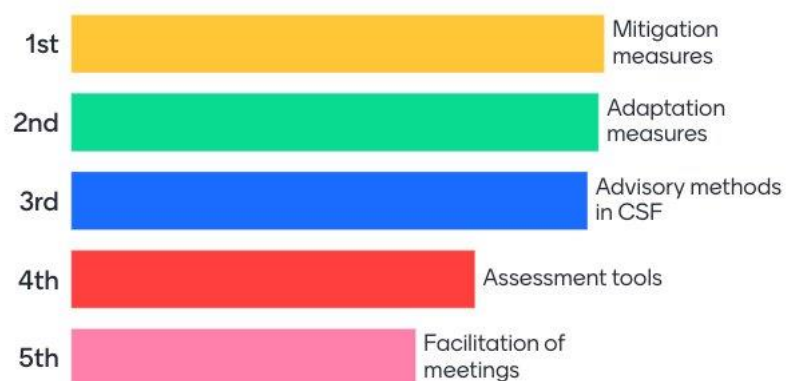 1st
Mitigation
measures
2nd
Adaptation
measures
3rd
Advisory methods
in CSF
4th
Assessment tools
5th
Facilitation of
meetings